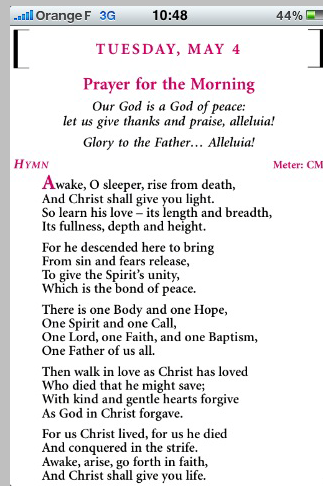 Orange F 3G 10:48 44%
TUESDAY, MAY 4
Prayer for the Morning
Our God is a God of peace:
let us give thanks and praise, alleluia!
Glory to the Father… Alleluia!
HYMN Meter: CM
Awake, O sleeper, rise from death,
And Christ shall give you light.
So learn his love – its length and breadth,
Its fullness, depth and height.
For he descended here to bring
From sin and fears release,
To give the Spirit's unity,
Which is the bond of peace.
There is one Body and one Hope,
One Spirit and one Call,
One Lord, one Faith, and one Baptism,
One Father of us all.
Then walk in love as Christ has loved
Who died that he might save;
With kind and gentle hearts forgive
As God in Christ forgave.
For us Christ lived, for us he died
And conquered in the strife.
Awake, arise, go forth in faith,
And Christ shall give you life.